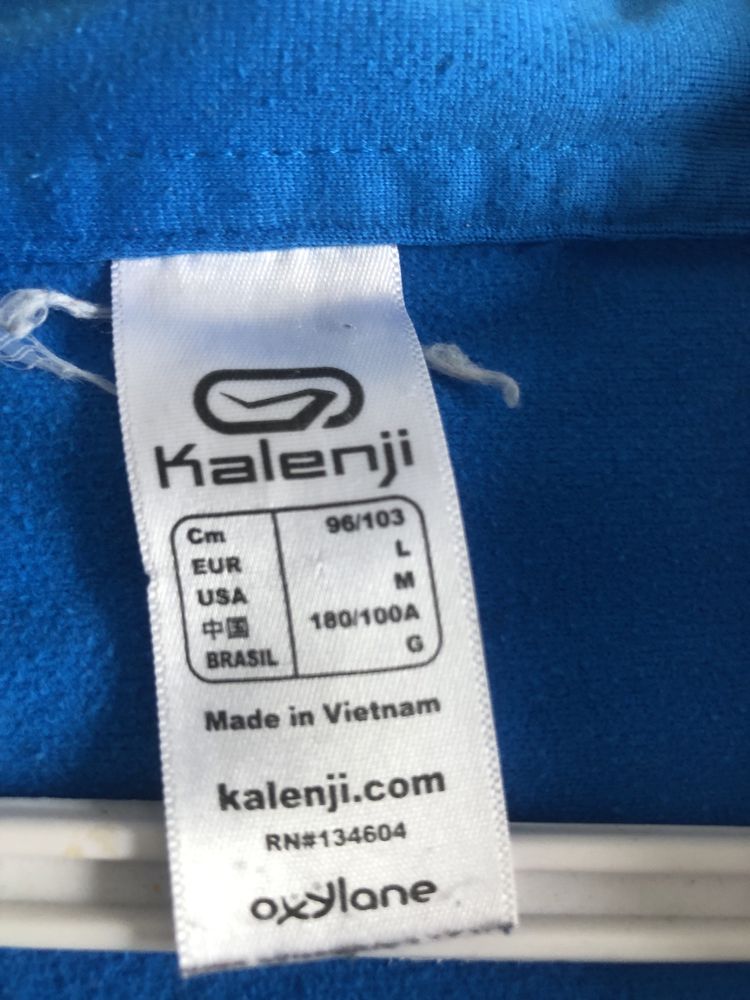 Kalenji
Cm 96/103
EUR L
USA M
中国 180/100A
BRASIL G
Made in Vietnam
kalenji.com
RN#134604
oxylane